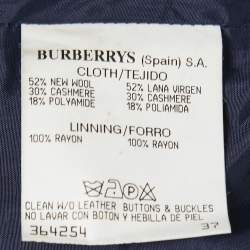 BURBERRYS (Spain) S.A.
CLOTH/TEJIDO
52% NEW WOOL 52% LANA VIRGEN
30% CASHMERE 30% CASHMERE
18% POLYAMIDE 18% POLIAMIDA
LINNING/FORRO
100% RAYON 100% RAYON
CLEAN W/O LEATHER BUTTONS & BUCKLES
NO LAVAR CON BOTON Y HEBILLA DE PIEL
364254 37